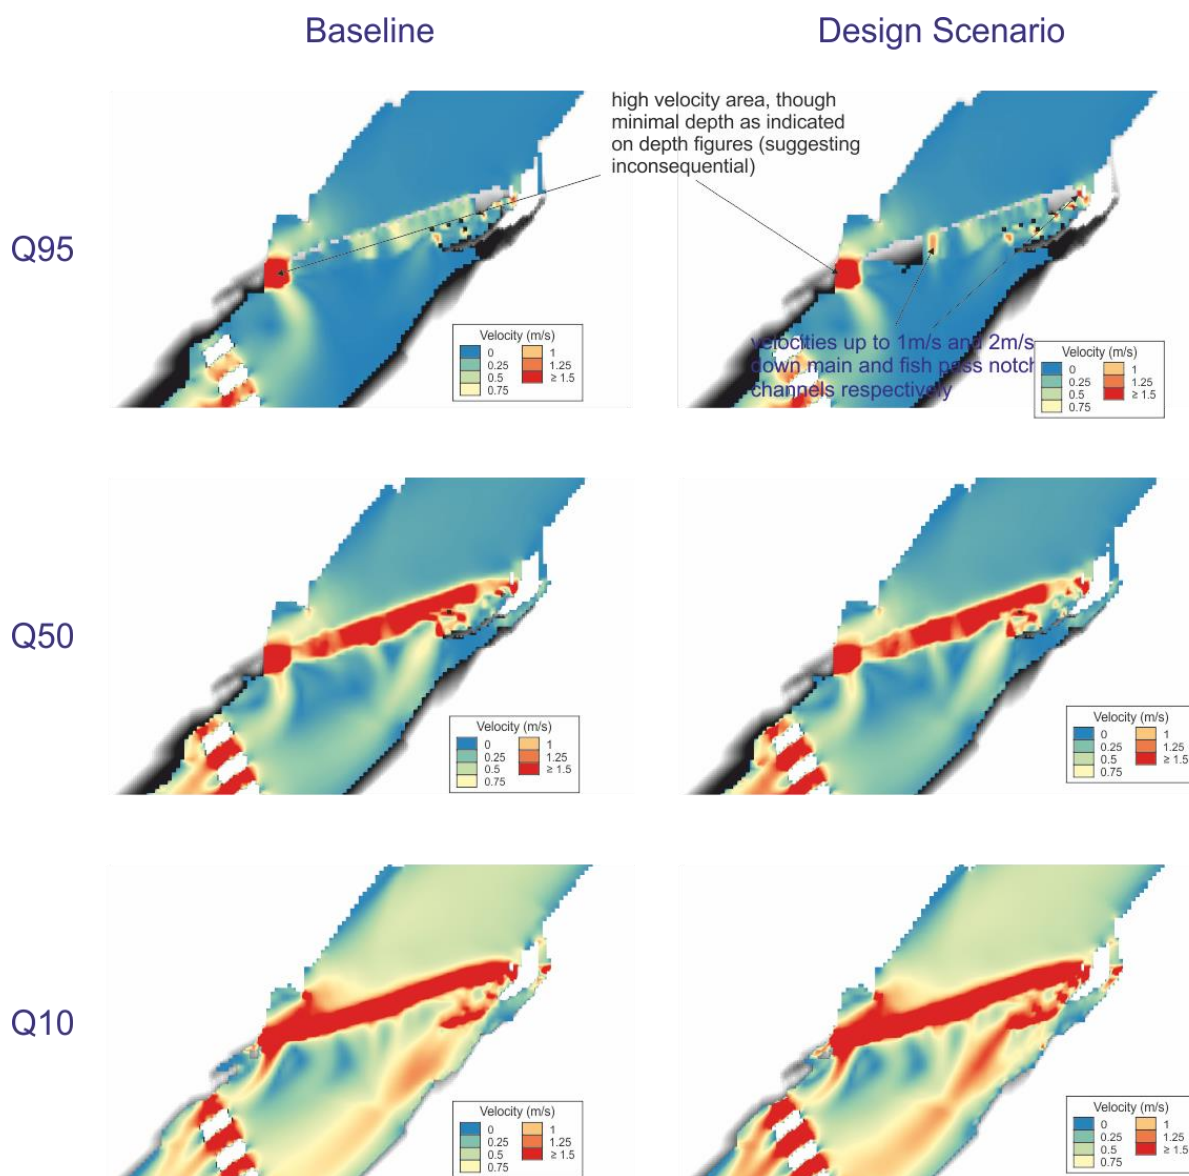 Baseline
Design Scenario
high velocity area, though
minimal depth as indicated
on depth figures (suggesting
inconsequential)
Q95
velocities up to 1m/s and 2m/s
down main and fish pass notch
channels respectively
Velocity (m/s)
0 1
0.25 1.25
0.5 ≥ 1.5
0.75
Velocity (m/s)
0 1
0.25 1.25
0.5 ≥ 1.5
0.75
Q50
Velocity (m/s)
0 1
0.25 1.25
0.5 ≥ 1.5
0.75
Velocity (m/s)
0 1
0.25 1.25
0.5 ≥ 1.5
0.75
Q10
Velocity (m/s)
0 1
0.25 1.25
0.5 ≥ 1.5
0.75
Velocity (m/s)
0 1
0.25 1.25
0.5 ≥ 1.5
0.75